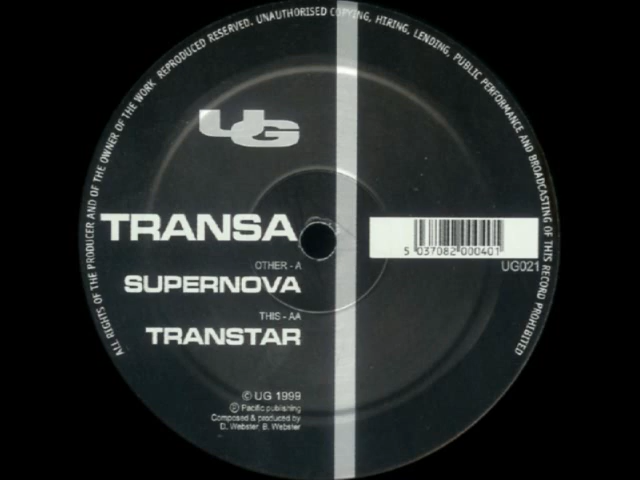 ALL RIGHTS OF THE PRODUCER AND OF THE OWNER OF THE WORK REPRODUCED RESERVED. UNAUTHORISED COPYING, HIRING, LENDING, PUBLIC PERFORMANCE AND BROADCASTING OF THIS RECORD PROHIBITED
UG
TRANSA
OTHER - A
SUPERNOVA
THIS - AA
TRANSTAR
5 037082 000401
UG021
© UG 1999
Ⓟ Pacific publishing
Composed & produced by
D. Webster, B. Webster